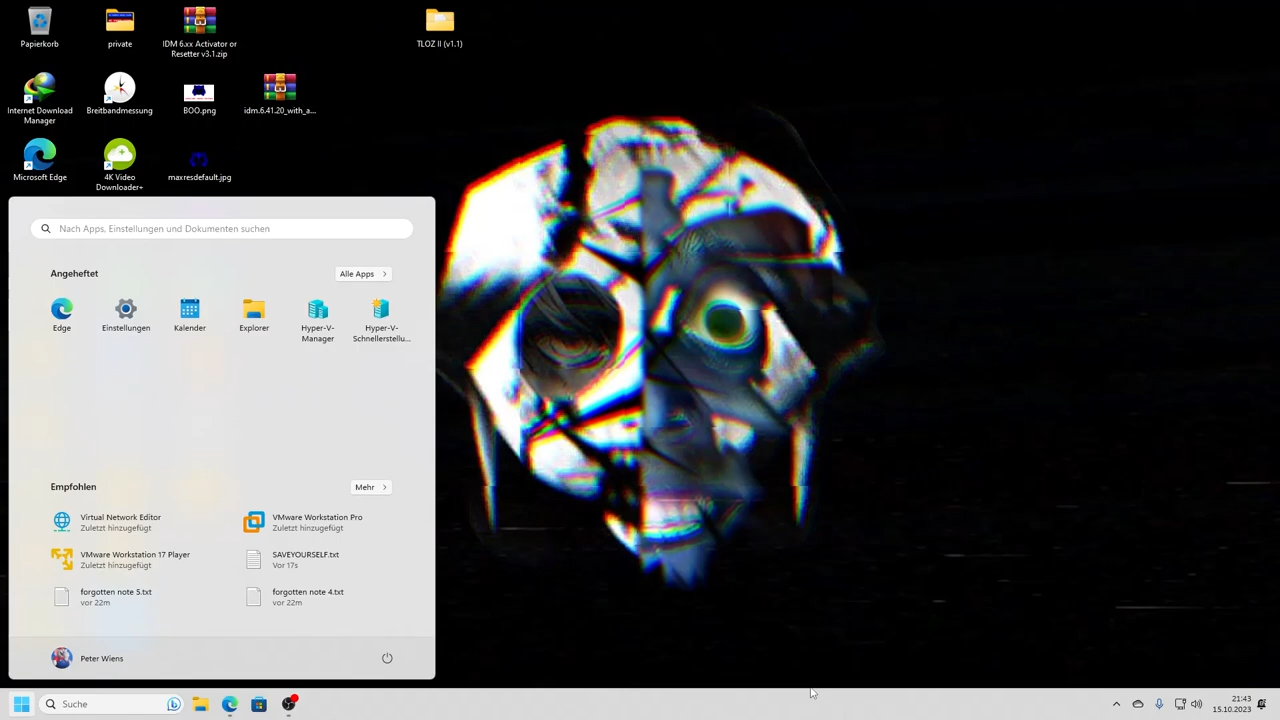 Papierkorb
private
IDM 6.xx Activator or
Resetter v3.1.zip
TLOZ II (v1.1)
Internet Download
Manager
Breitbandmessung
BOO.png
idm.6.41.20_with_a...
Microsoft Edge
4K Video
Downloader+
maxresdefault.jpg
Nach Apps, Einstellungen und Dokumenten suchen
Angeheftet
Alle Apps
Edge
Einstellungen
Kalender
Explorer
Hyper-V-
Manager
Hyper-V-
Schnellerstellu...
Empfohlen
Mehr
Virtual Network Editor
Zuletzt hinzugefügt
VMware Workstation Pro
Zuletzt hinzugefügt
VMware Workstation 17 Player
Zuletzt hinzugefügt
SAVEYOURSELF.txt
Vor 17s
forgotten note 5.txt
vor 22m
forgotten note 4.txt
vor 22m
Peter Wiens
Suche
21:43
15.10.2023